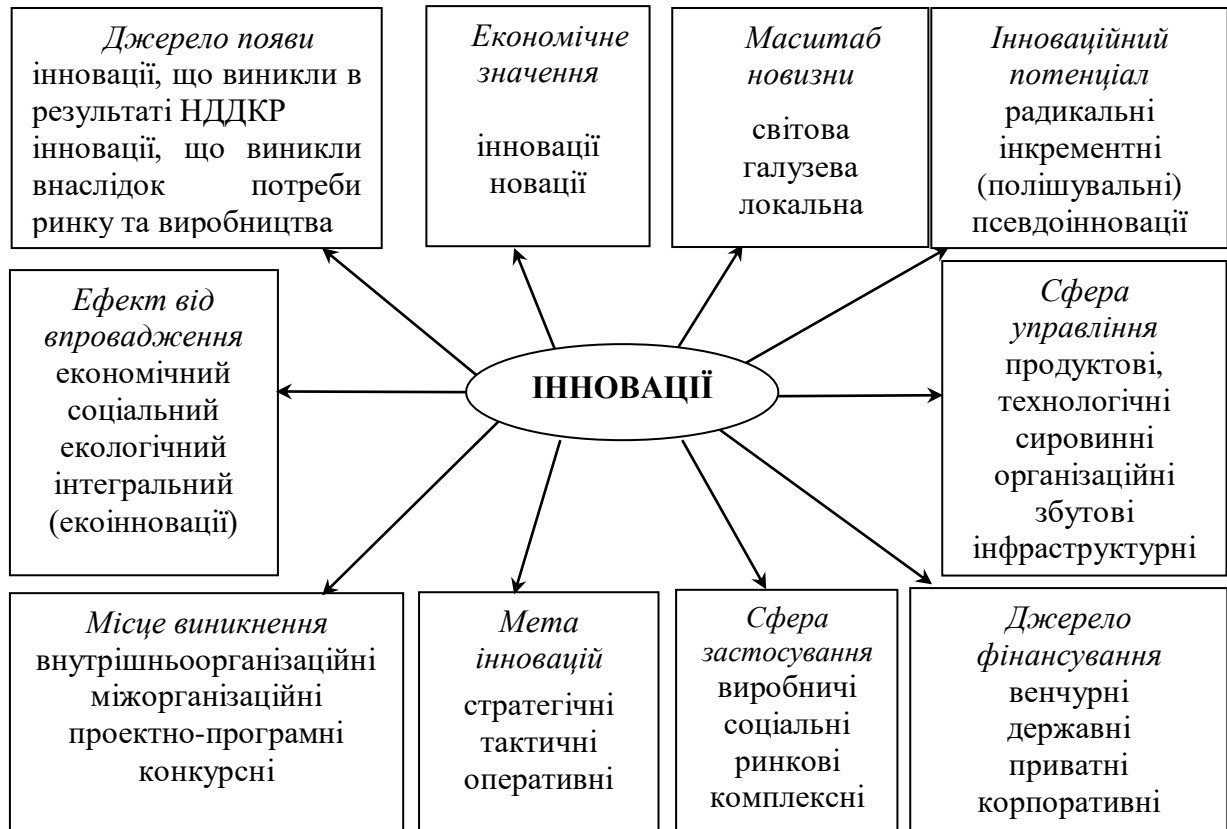 Джерело появи
інновації, що виникли в
результаті НДДКР
інновації, що виникли
внаслідок потреби
ринку та виробництва
Економічне
значення
інновації
новації
Масштаб
новизни
світова
галузева
локальна
Інноваційний
потенціал
радикальні
інкрементні
(полішувальні)
псевдоінновації
Ефект від
впровадження
економічний
соціальний
екологічний
інтегральний
(екоінновації)
ІННОВАЦІЇ
Сфера
управління
продуктові,
технологічні
сировинні
організаційні
збутові
інфраструктурні
Місце виникнення
внутрішньоорганізаційні
міжорганізаційні
проектно-програмні
конкурсні
Мета
інновацій
стратегічні
тактичні
оперативні
Сфера
застосування
виробничі
соціальні
ринкові
комплексні
Джерело
фінансування
венчурні
державні
приватні
корпоративні